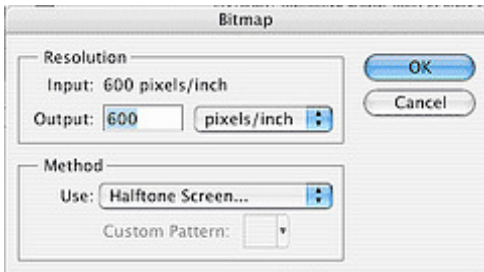 Bitmap
Resolution
Input: 600 pixels/inch
Output: 600 pixels/inch
OK
Cancel
Method
Use: Halftone Screen...
Custom Pattern: